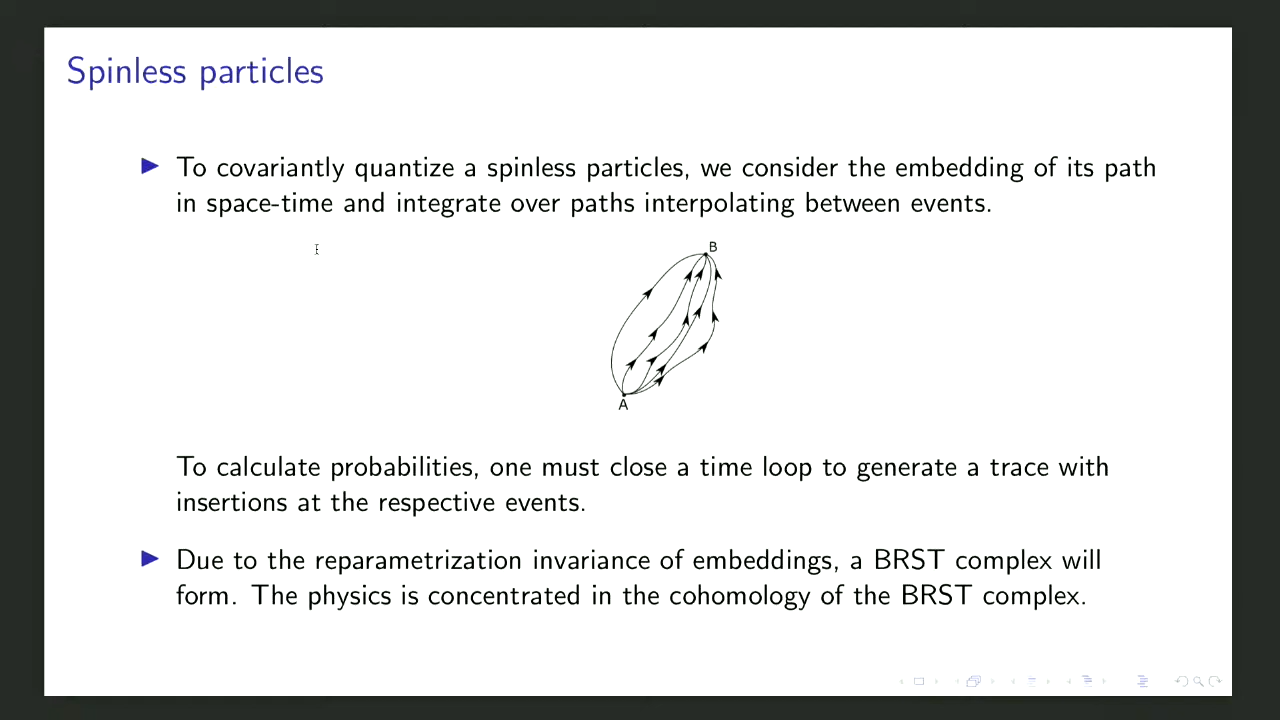 Spinless particles
To covariantly quantize a spinless particles, we consider the embedding of its path
in space-time and integrate over paths interpolating between events.
B
A
To calculate probabilities, one must close a time loop to generate a trace with
insertions at the respective events.
Due to the reparametrization invariance of embeddings, a BRST complex will
form. The physics is concentrated in the cohomology of the BRST complex.